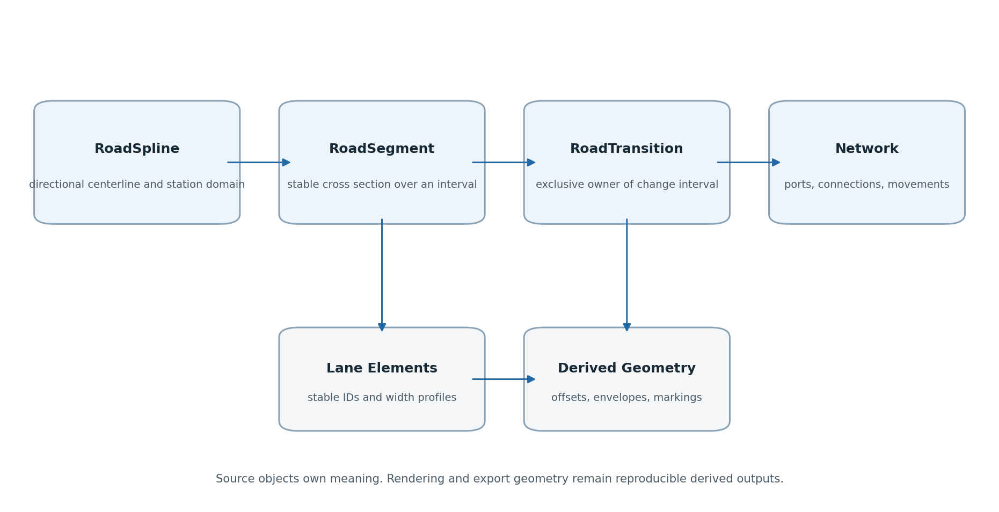 RoadSpline
directional centerline and station domain
RoadSegment
stable cross section over an interval
RoadTransition
exclusive owner of change interval
Network
ports, connections, movements
Lane Elements
stable IDs and width profiles
Derived Geometry
offsets, envelopes, markings
Source objects own meaning. Rendering and export geometry remain reproducible derived outputs.